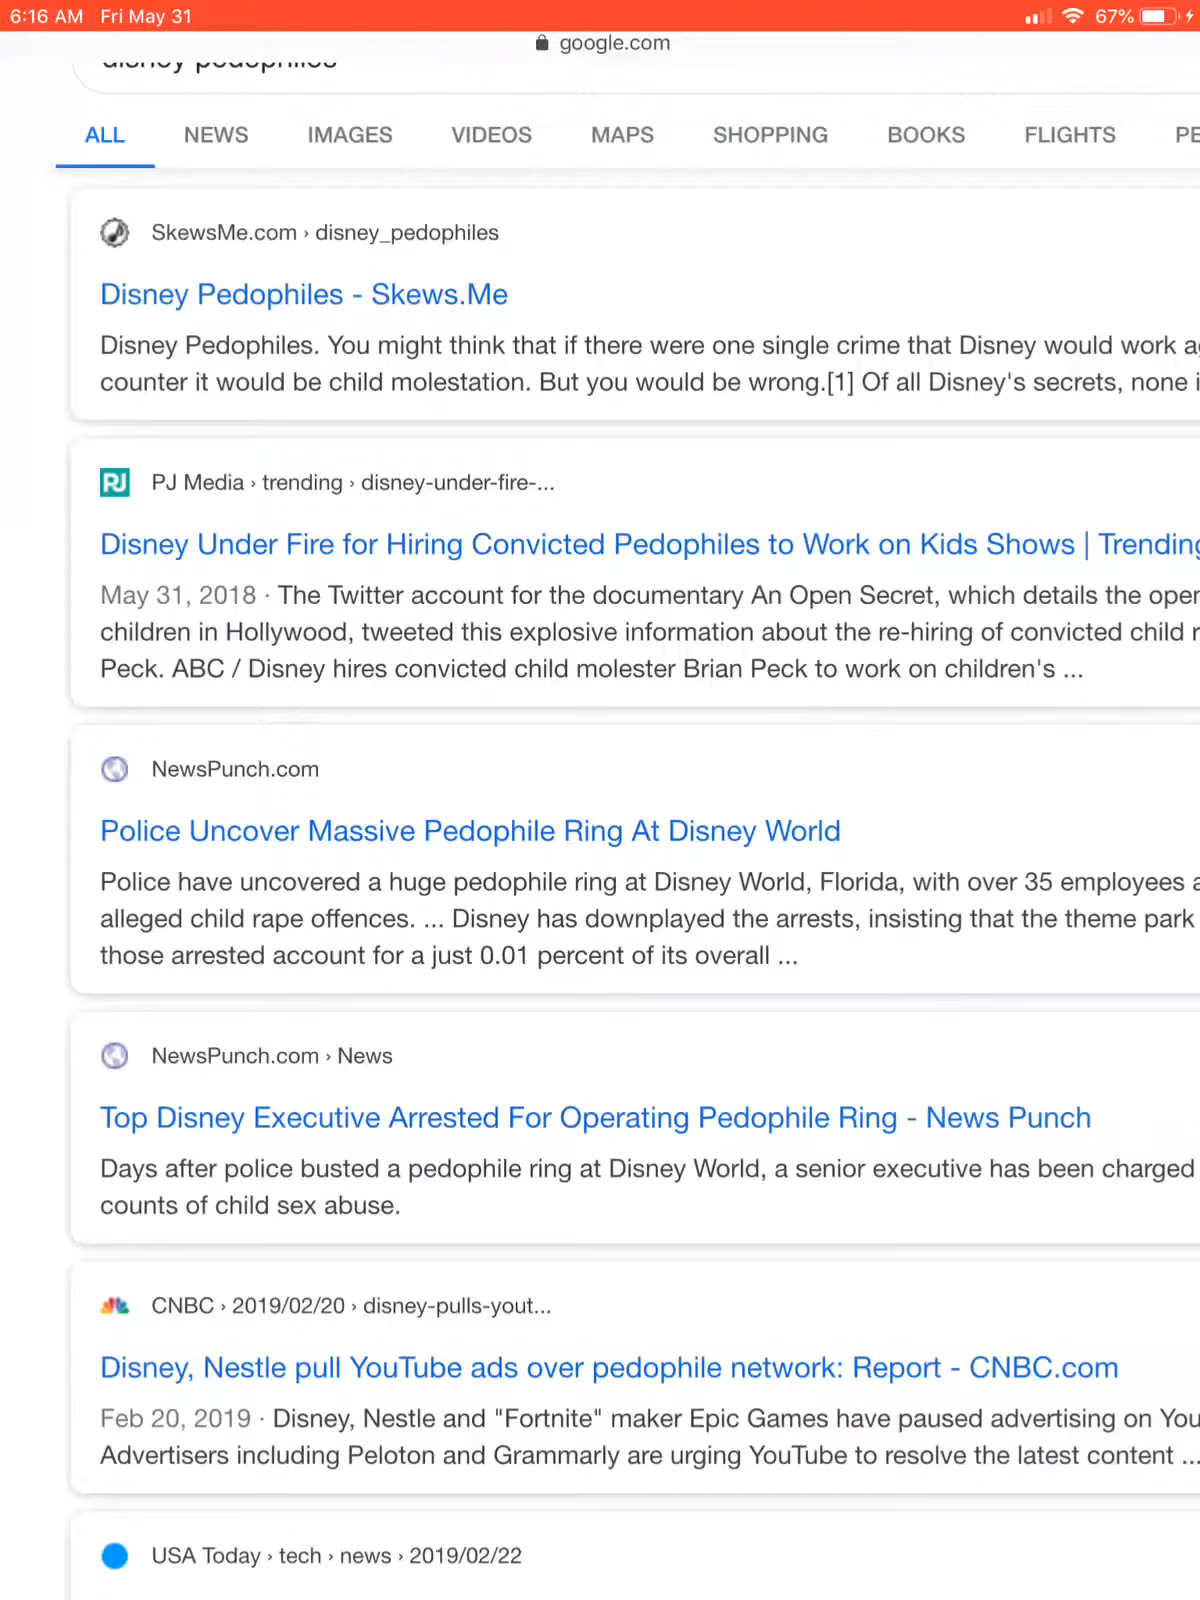 6:16 AM Fri May 31
67%
google.com
disney pedophiles
ALL NEWS IMAGES VIDEOS MAPS SHOPPING BOOKS FLIGHTS PE
SkewsMe.com › disney_pedophiles
Disney Pedophiles - Skews.Me
Disney Pedophiles. You might think that if there were one single crime that Disney would work a
counter it would be child molestation. But you would be wrong.[1] Of all Disney's secrets, none i
PJ Media › trending › disney-under-fire-...
Disney Under Fire for Hiring Convicted Pedophiles to Work on Kids Shows | Trending
May 31, 2018 · The Twitter account for the documentary An Open Secret, which details the oper
children in Hollywood, tweeted this explosive information about the re-hiring of convicted child r
Peck. ABC / Disney hires convicted child molester Brian Peck to work on children's ...
NewsPunch.com
Police Uncover Massive Pedophile Ring At Disney World
Police have uncovered a huge pedophile ring at Disney World, Florida, with over 35 employees a
alleged child rape offences. ... Disney has downplayed the arrests, insisting that the theme park
those arrested account for a just 0.01 percent of its overall ...
NewsPunch.com › News
Top Disney Executive Arrested For Operating Pedophile Ring - News Punch
Days after police busted a pedophile ring at Disney World, a senior executive has been charged
counts of child sex abuse.
CNBC › 2019/02/20 › disney-pulls-yout...
Disney, Nestle pull YouTube ads over pedophile network: Report - CNBC.com
Feb 20, 2019 · Disney, Nestle and "Fortnite" maker Epic Games have paused advertising on You
Advertisers including Peloton and Grammarly are urging YouTube to resolve the latest content ...
USA Today › tech › news › 2019/02/22